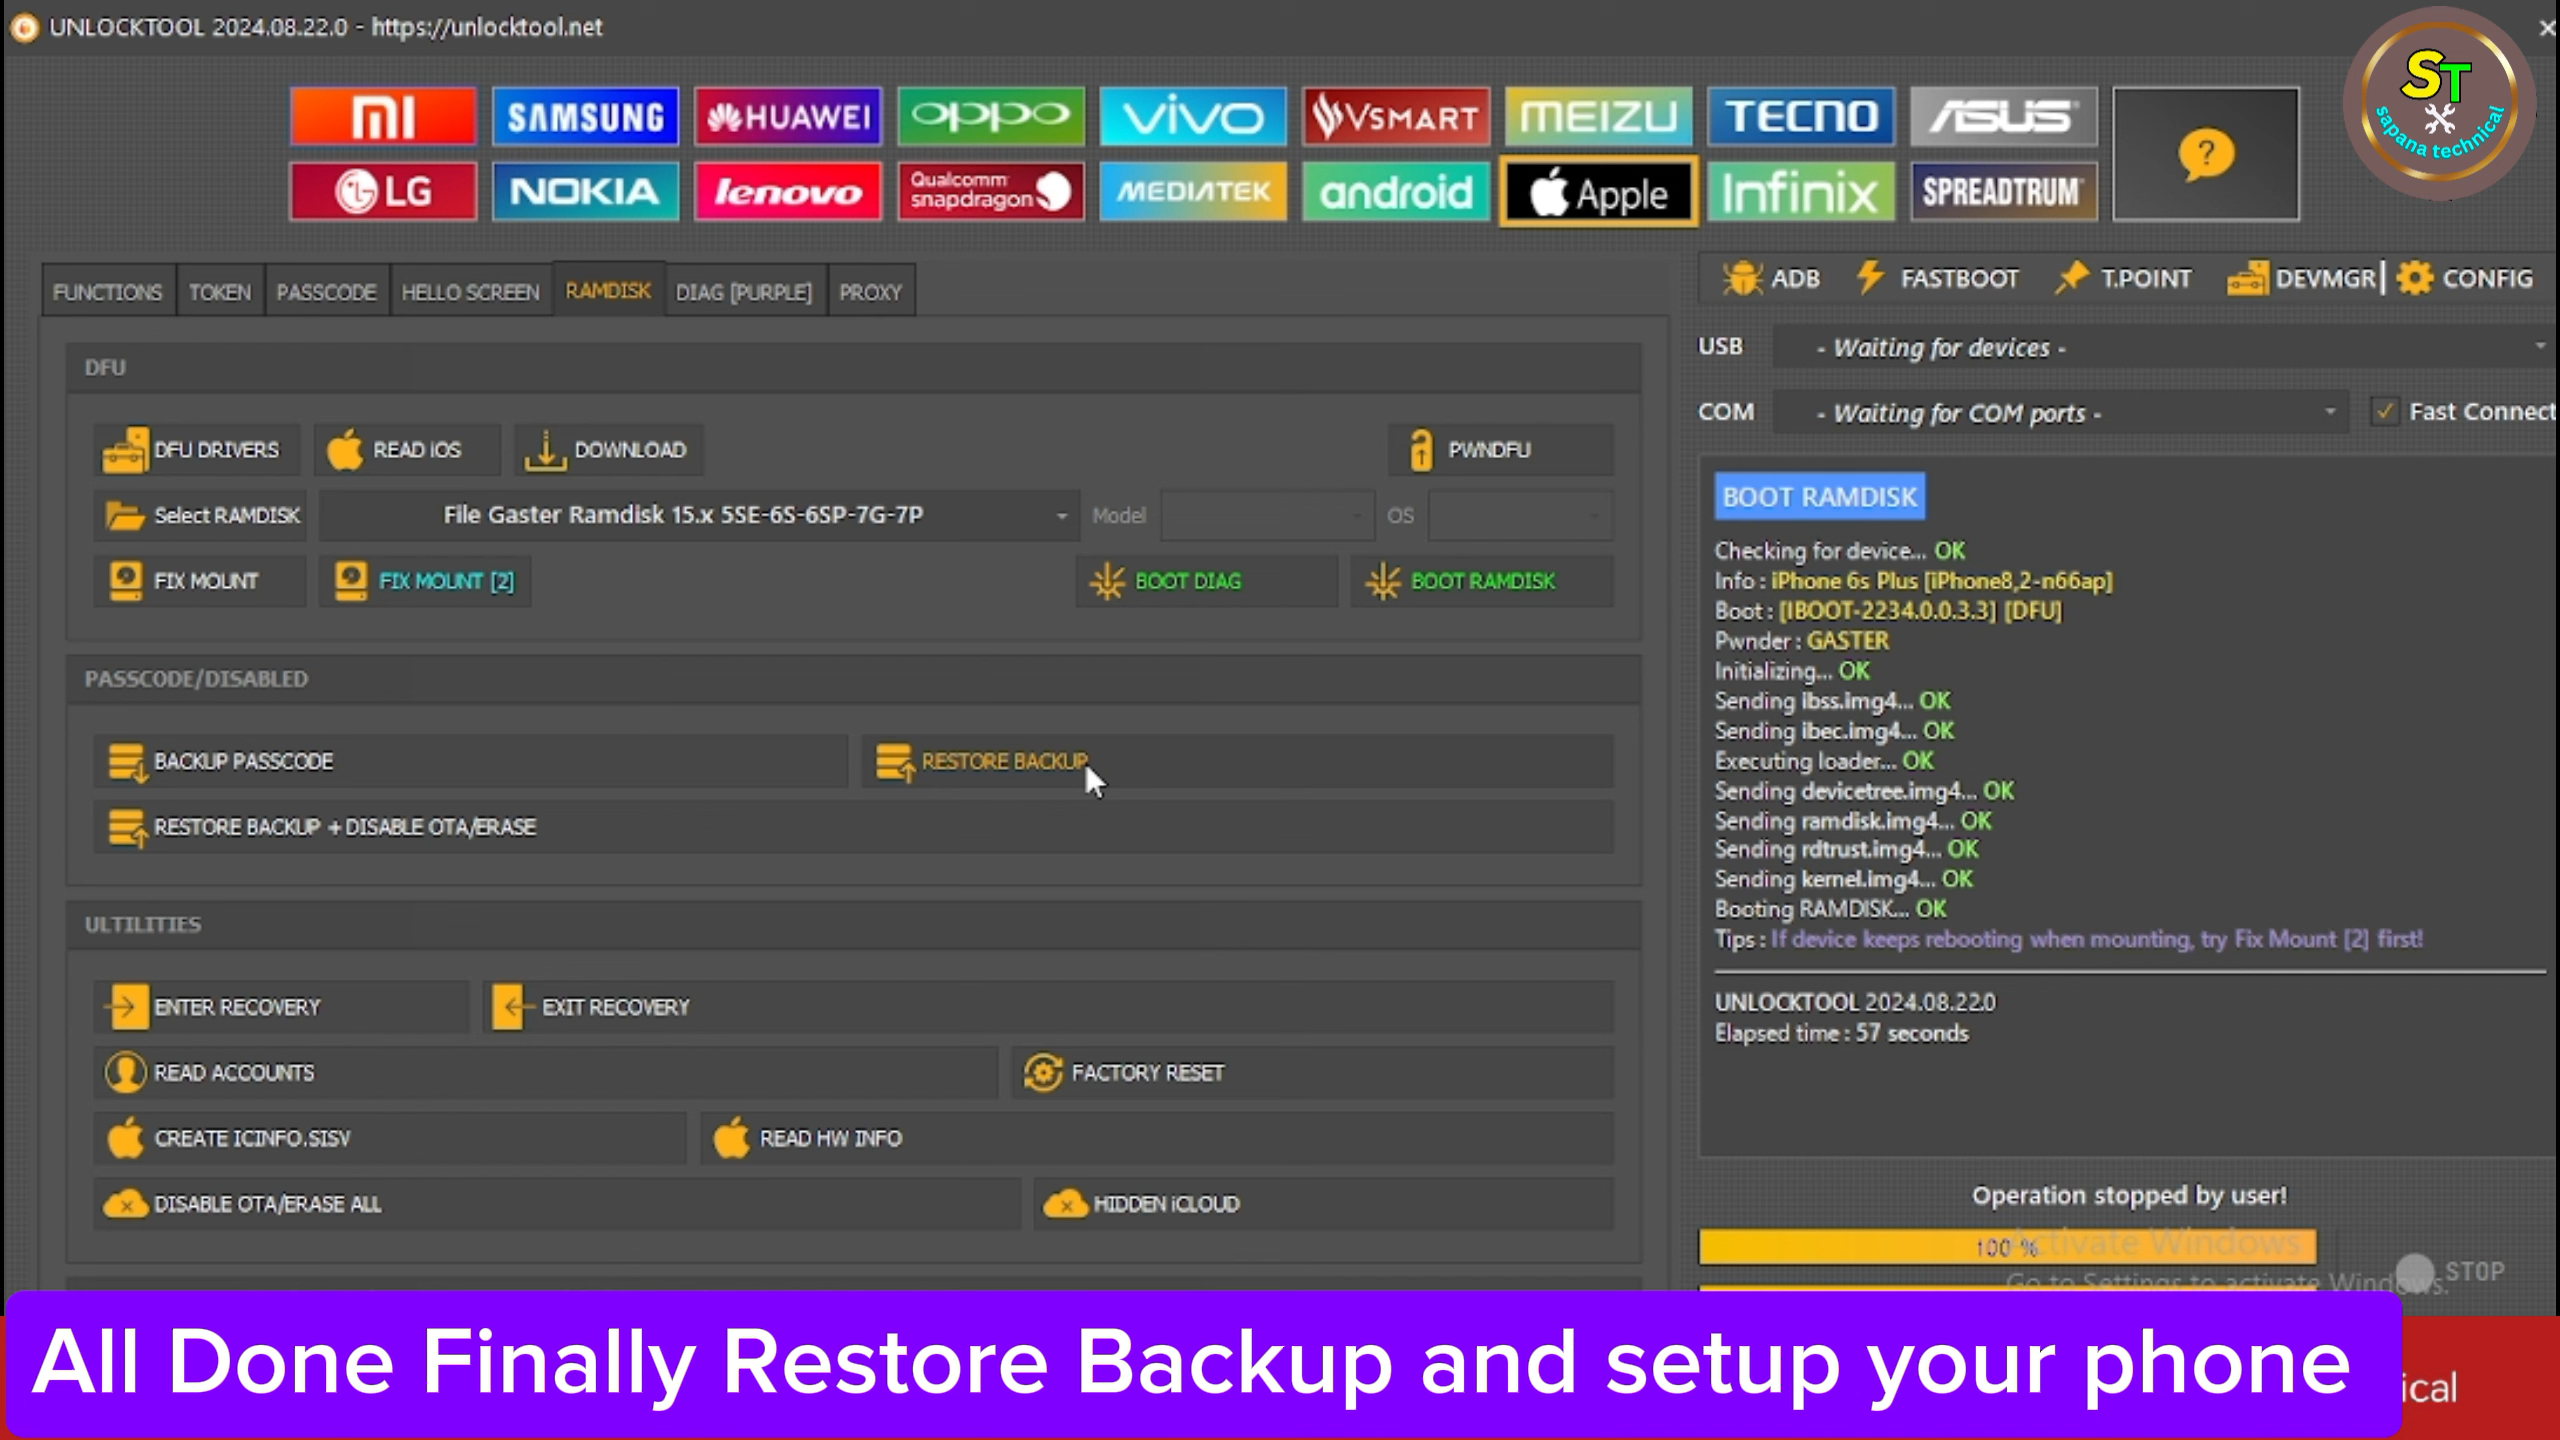 UNLOCKTOOL 2024.08.22.0 - https://unlocktool.net
ST
sapana technical
MI SAMSUNG HUAWEI oppo vivo VSMART MEIZU TECNO ASUS ?
LG NOKIA lenovo Qualcomm snapdragon MEDIATEK android Apple Infinix SPREADTRUM
FUNCTIONS TOKEN PASSCODE HELLO SCREEN RAMDISK DIAG [PURPLE] PROXY
ADB FASTBOOT T.POINT DEVMGR CONFIG
USB - Waiting for devices -
COM - Waiting for COM ports - Fast Connect
DFU
DFU DRIVERS READ iOS DOWNLOAD PWNDFU
Select RAMDISK File Gaster Ramdisk 15.x 5SE-6S-6SP-7G-7P Model OS
FIX MOUNT FIX MOUNT [2] BOOT DIAG BOOT RAMDISK
PASSCODE/DISABLED
BACKUP PASSCODE RESTORE BACKUP
RESTORE BACKUP + DISABLE OTA/ERASE
ULTILITIES
ENTER RECOVERY EXIT RECOVERY
READ ACCOUNTS FACTORY RESET
CREATE ICINFO.SISV READ HW INFO
DISABLE OTA/ERASE ALL HIDDEN iCLOUD
BOOT RAMDISK
Checking for device... OK
Info : iPhone 6s Plus [iPhone8,2-n66ap]
Boot : [IBOOT-2234.0.0.3.3] [DFU]
Pwnder : GASTER
Initializing... OK
Sending ibss.img4... OK
Sending ibec.img4... OK
Executing loader... OK
Sending devicetree.img4... OK
Sending ramdisk.img4... OK
Sending rdtrust.img4... OK
Sending kernel.img4... OK
Booting RAMDISK... OK
Tips : If device keeps rebooting when mounting, try Fix Mount [2] first!
UNLOCKTOOL 2024.08.22.0
Elapsed time : 57 seconds
Operation stopped by user!
100 %
Activate Windows
Go to Settings to activate Windows.
STOP
All Done Finally Restore Backup and setup your phone
ical